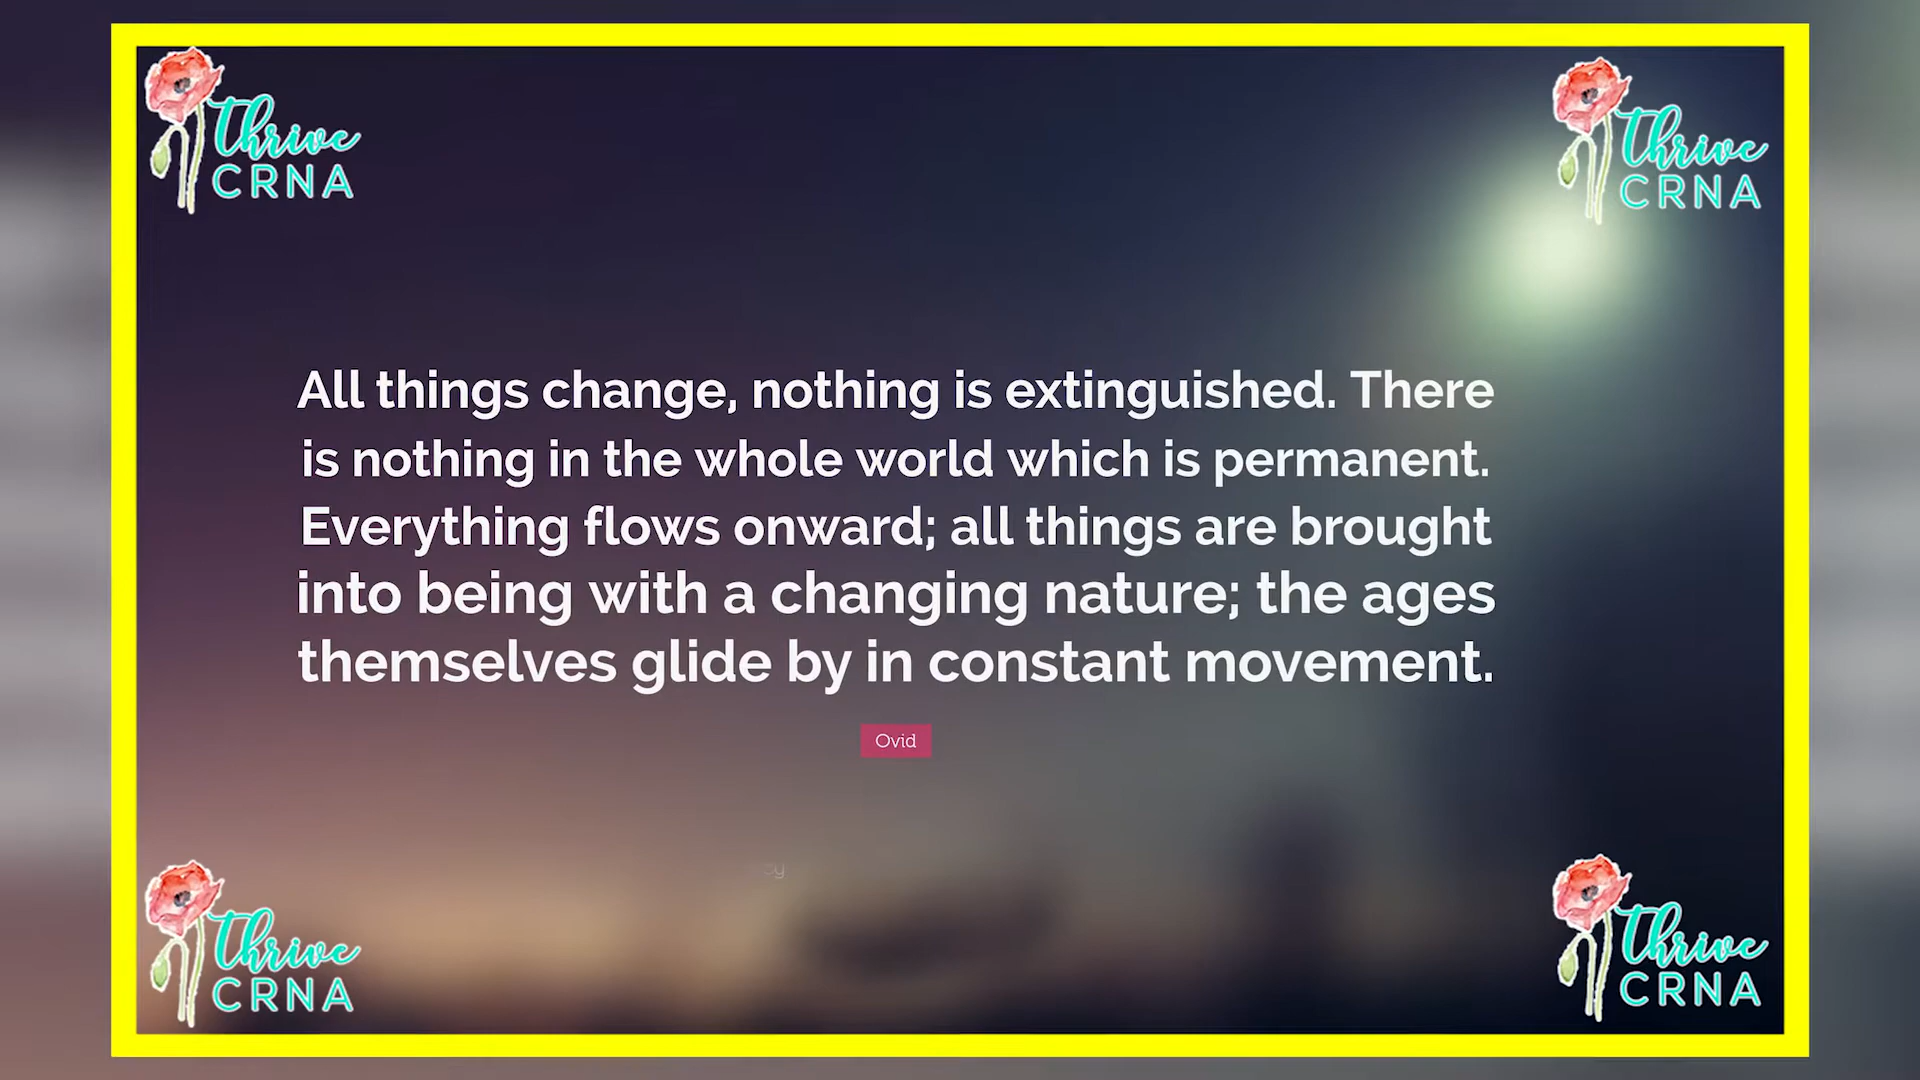 Thrive
CRNA
Thrive
CRNA
All things change, nothing is extinguished. There
is nothing in the whole world which is permanent.
Everything flows onward; all things are brought
into being with a changing nature; the ages
themselves glide by in constant movement.
Ovid
Thrive
CRNA
Thrive
CRNA